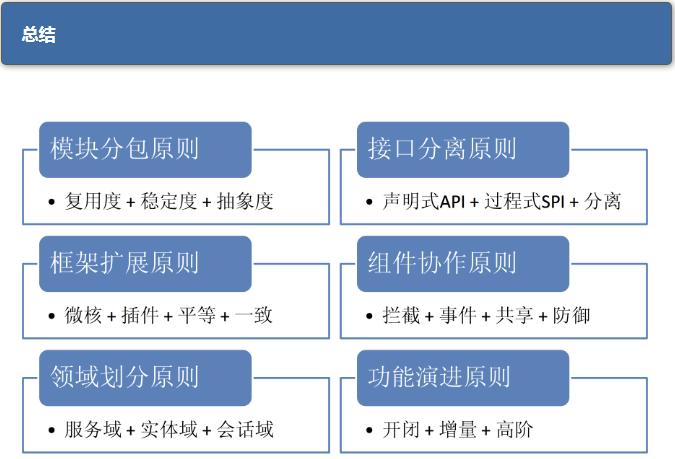 总结
模块分包原则
• 复用度 + 稳定度 + 抽象度
接口分离原则
• 声明式API + 过程式SPI + 分离
框架扩展原则
• 微核 + 插件 + 平等 + 一致
组件协作原则
• 拦截 + 事件 + 共享 + 防御
领域划分原则
• 服务域 + 实体域 + 会话域
功能演进原则
• 开闭 + 增量 + 高阶